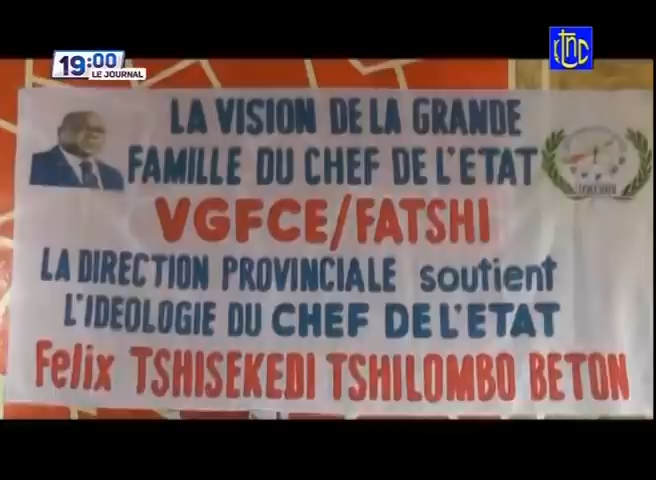 19:00
LE JOURNAL
rtnc
LA VISION DE LA GRANDE
FAMILLE DU CHEF DE L'ETAT
VGFCE/FATSHI
LA DIRECTION PROVINCIALE soutient
L'IDEOLOGIE DU CHEF DE L'ETAT
Felix TSHISEKEDI TSHILOMBO BETON